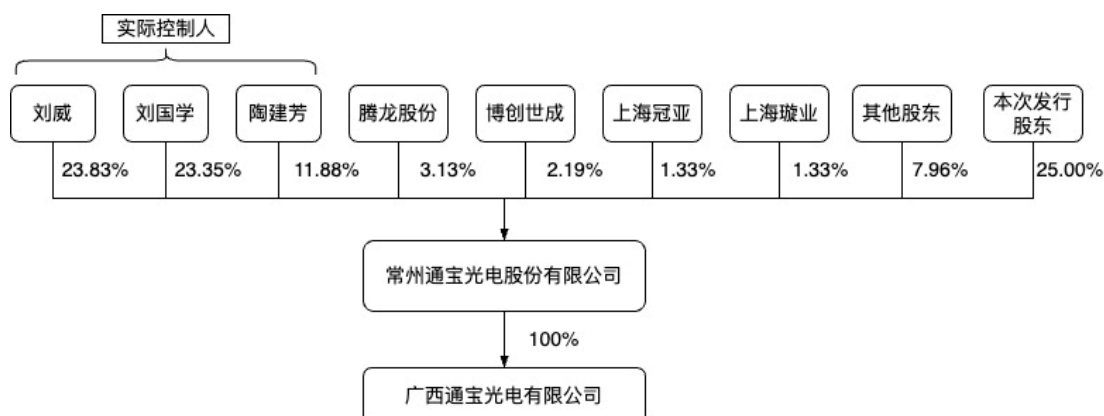 实际控制人
刘威
刘国学
陶建芳
腾龙股份
博创世成
上海冠亚
上海璇业
其他股东
本次发行
股东
23.83%
23.35%
11.88%
3.13%
2.19%
1.33%
1.33%
7.96%
25.00%
常州通宝光电股份有限公司
100%
广西通宝光电有限公司